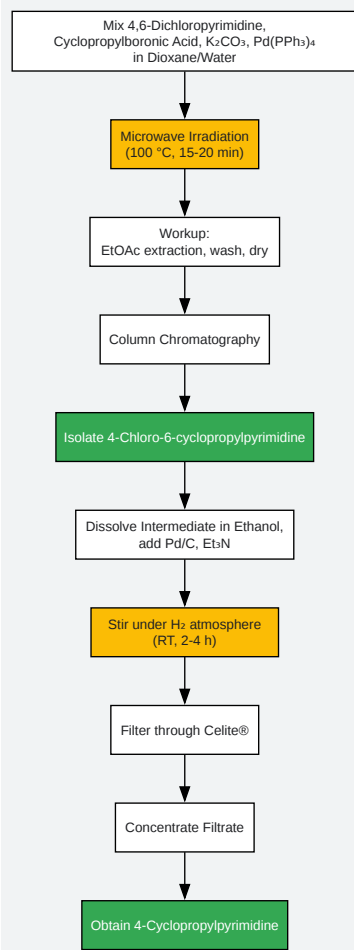 Mix 4,6-Dichloropyrimidine,
Cyclopropylboronic Acid, K₂CO₃, Pd(PPh₃)₄
in Dioxane/Water
Microwave Irradiation
(100 °C, 15-20 min)
Workup:
EtOAc extraction, wash, dry
Column Chromatography
Isolate 4-Chloro-6-cyclopropylpyrimidine
Dissolve Intermediate in Ethanol,
add Pd/C, Et₃N
Stir under H₂ atmosphere
(RT, 2-4 h)
Filter through Celite®
Concentrate Filtrate
Obtain 4-Cyclopropylpyrimidine